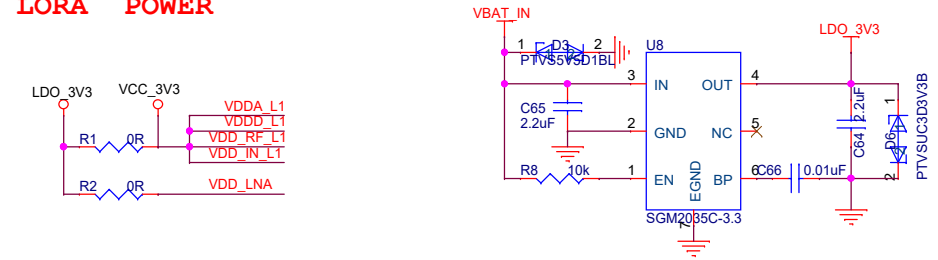 LORA POWER
LDO_3V3
VCC_3V3
VDDA_L1
VDDD_L1
VDD_RF_L1
VDD_IN_L1
R1
0R
R2
0R
VDD_LNA
VBAT_IN
LDO_3V3
1
D3
2
PTVS5V5D1BL
U8
3
IN
OUT
4
C65
2.2uF
2
GND
NC
5
R8
10k
1
EN
EGND
BP
6
C66
0.01uF
SGM2035C-3.3
7
C64
2.2uF
1
D6
2
PTVSUC3D3V3B